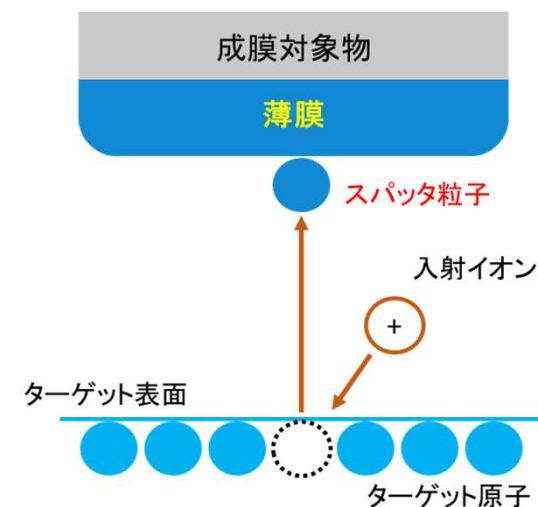 成膜対象物
薄膜
スパッタ粒子
入射イオン
+
ターゲット表面
ターゲット原子